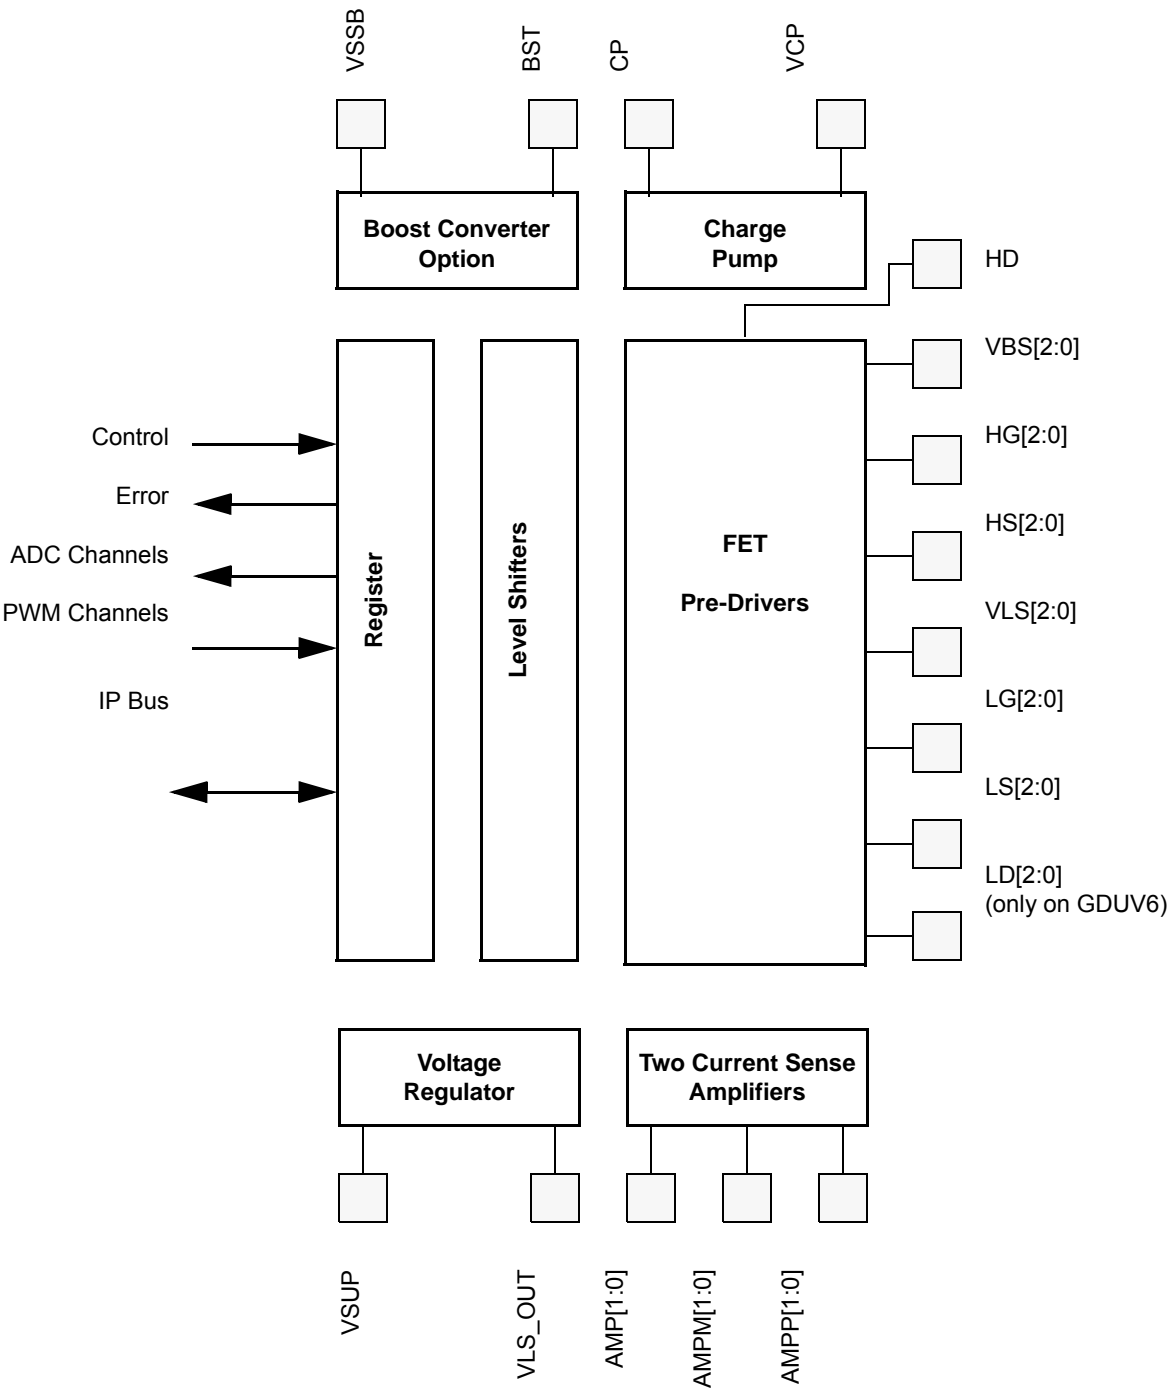 VSSB
BST
CP
VCP
Boost Converter
Option
Charge
Pump
HD
VBS[2:0]
Control
HG[2:0]
Error
HS[2:0]
ADC Channels
FET
Pre-Drivers
Register
Level Shifters
PWM Channels
VLS[2:0]
IP Bus
LG[2:0]
LS[2:0]
LD[2:0]
(only on GDUV6)
Voltage
Regulator
Two Current Sense
Amplifiers
VSUP
VLS_OUT
AMP[1:0]
AMPM[1:0]
AMPP[1:0]